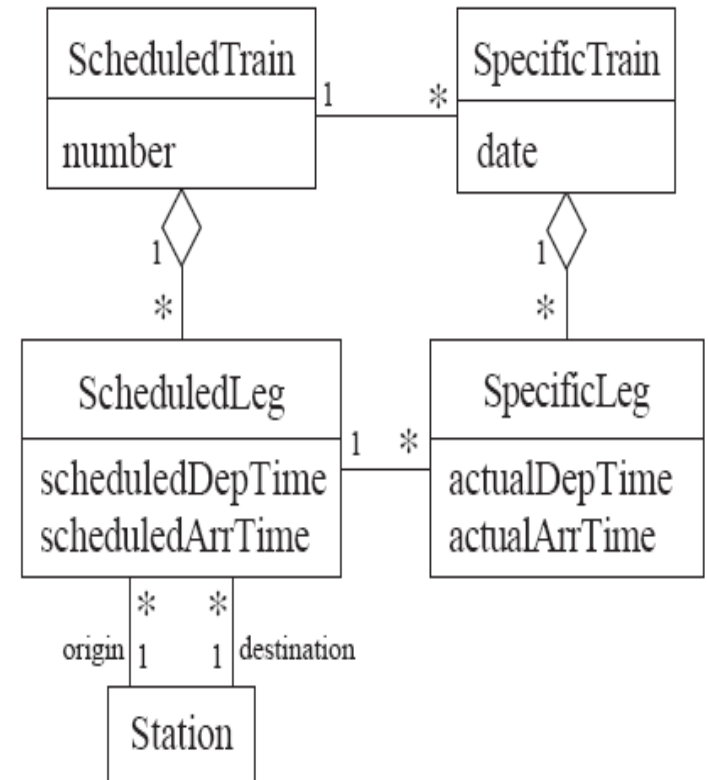 ScheduledTrain
number
1
*
SpecificTrain
date
1
*
1
*
ScheduledLeg
scheduledDepTime
scheduledArrTime
1
*
SpecificLeg
actualDepTime
actualArrTime
*
*
origin
1
1
destination
Station